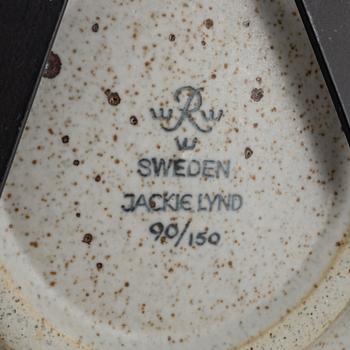 R
SWEDEN
JACKIE LYND
90/150